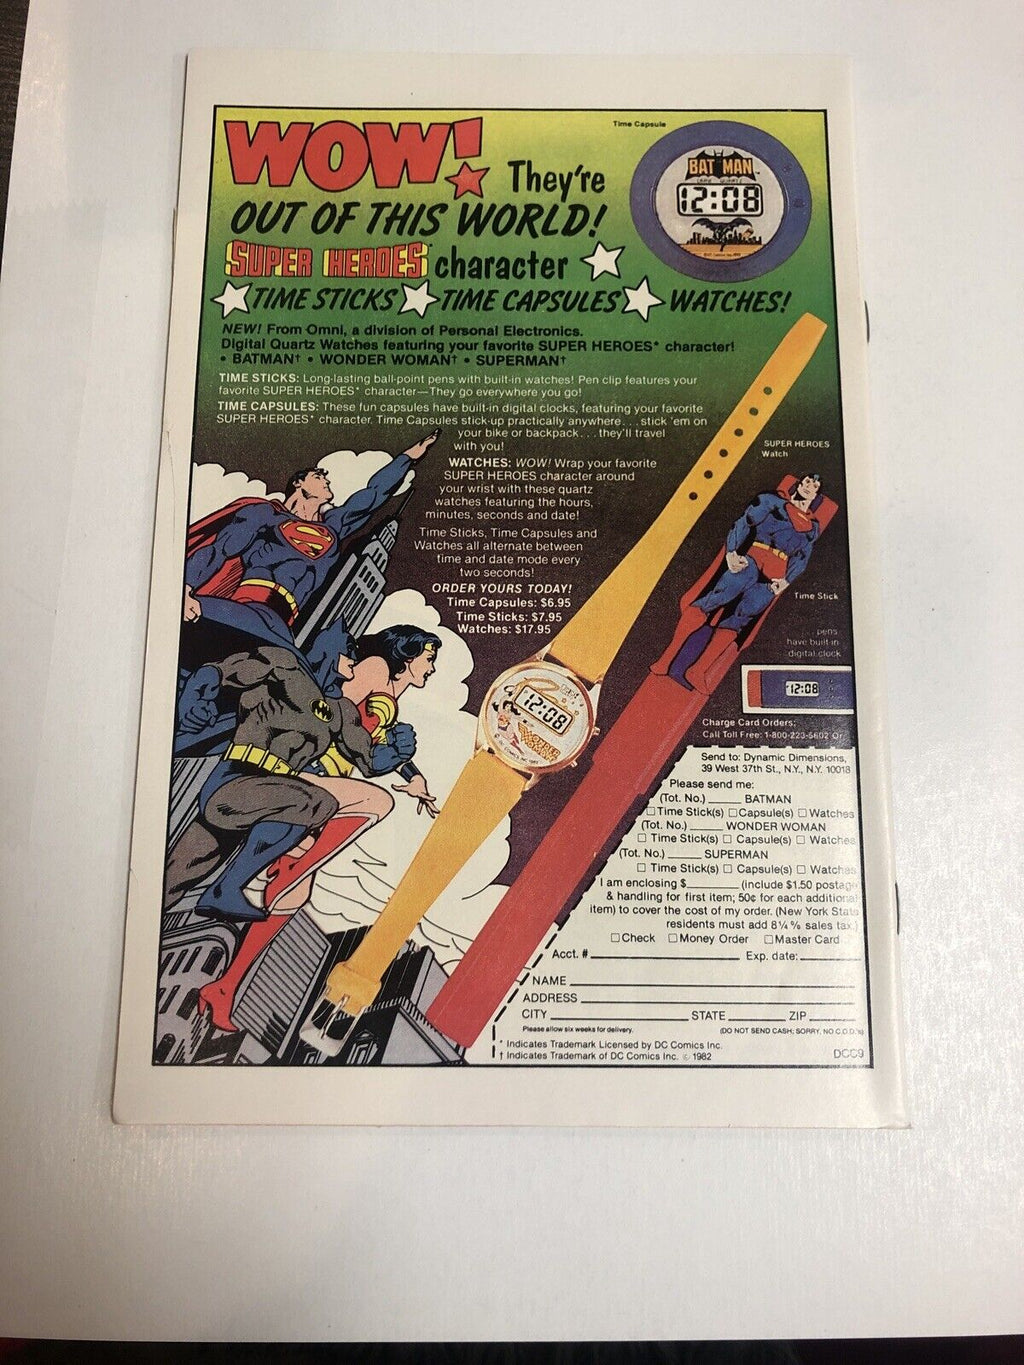 WOW! They're
OUT OF THIS WORLD!
SUPER HEROES* character
TIME STICKS TIME CAPSULES WATCHES!
Time Capsule
BATMAN
12:08
NEW! From Omni, a division of Personal Electronics.
Digital Quartz Watches featuring your favorite SUPER HEROES* character!
• BATMAN† • WONDER WOMAN† • SUPERMAN†
TIME STICKS: Long-lasting ball-point pens with built-in watches! Pen clip features your
favorite SUPER HEROES* character—They go everywhere you go!
TIME CAPSULES: These fun capsules have built-in digital clocks, featuring your favorite
SUPER HEROES* character. Time Capsules stick-up practically anywhere...stick 'em on
your bike or backpack...they'll travel
with you!
WATCHES: WOW! Wrap your favorite
SUPER HEROES character around
your wrist with these quartz
watches featuring the hours,
minutes, seconds and date!
Time Sticks, Time Capsules and
Watches all alternate between
time and date mode every
two seconds!
ORDER YOURS TODAY!
Time Capsules: $6.95
Time Sticks: $7.95
Watches: $17.95
SUPER HEROES
Watch
Time Stick
pens
have built in
digital clock
12:08
12:08
Charge Card Orders:
Call Toll Free: 1-800-223-6602 Or
Send to: Dynamic Dimensions,
39 West 37th St., N.Y., N.Y. 10018
Please send me:
(Tot. No.) ______ BATMAN
☐ Time Stick(s) ☐ Capsule(s) ☐ Watches
(Tot. No.) ______ WONDER WOMAN
☐ Time Stick(s) ☐ Capsule(s) ☐ Watches
(Tot. No.) ______ SUPERMAN
☐ Time Stick(s) ☐ Capsule(s) ☐ Watches
I am enclosing $________ (include $1.50 postage
& handling for first item; 50¢ for each additional
item) to cover the cost of my order. (New York State
residents must add 8¼% sales tax.)
☐ Check ☐ Money Order ☐ Master Card
Acct. # ____________ Exp. date: ______
NAME ____________
ADDRESS ____________
CITY ____________ STATE ______ ZIP ______
Please allow six weeks for delivery. (DO NOT SEND CASH; SORRY, NO C.O.D.'s)
* Indicates Trademark Licensed by DC Comics Inc.
† Indicates Trademark of DC Comics Inc. © 1982
DCC9